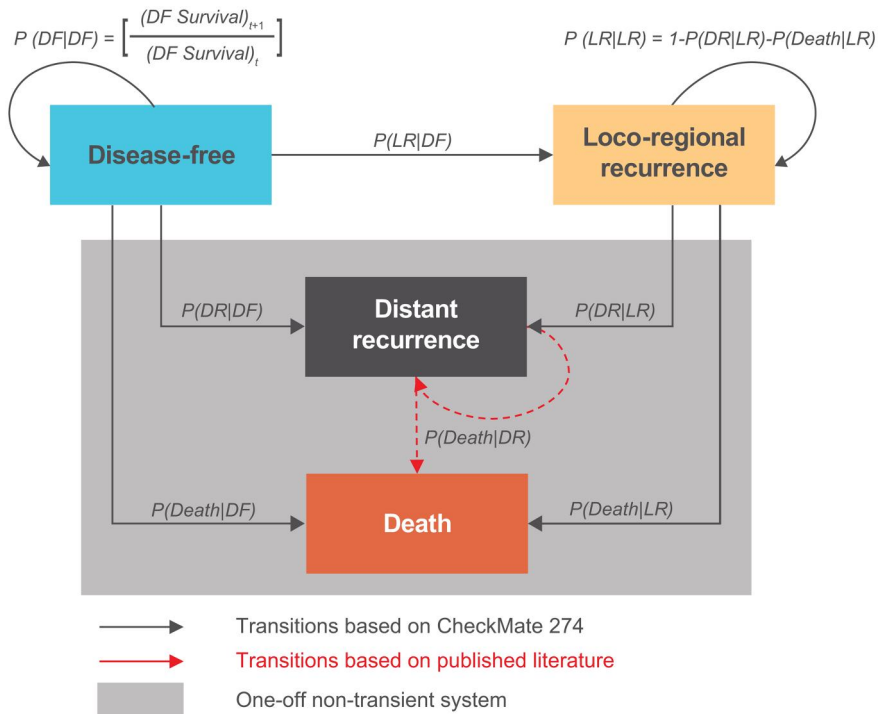 P (DF|DF) = [ (DF Survival)t+1 / (DF Survival)t ]
P (LR|LR) = 1-P(DR|LR)-P(Death|LR)
Disease-free
P(LR|DF)
Loco-regional
recurrence
P(DR|DF)
Distant
recurrence
P(DR|LR)
P(Death|DR)
P(Death|DF)
Death
P(Death|LR)
Transitions based on CheckMate 274
Transitions based on published literature
One-off non-transient system